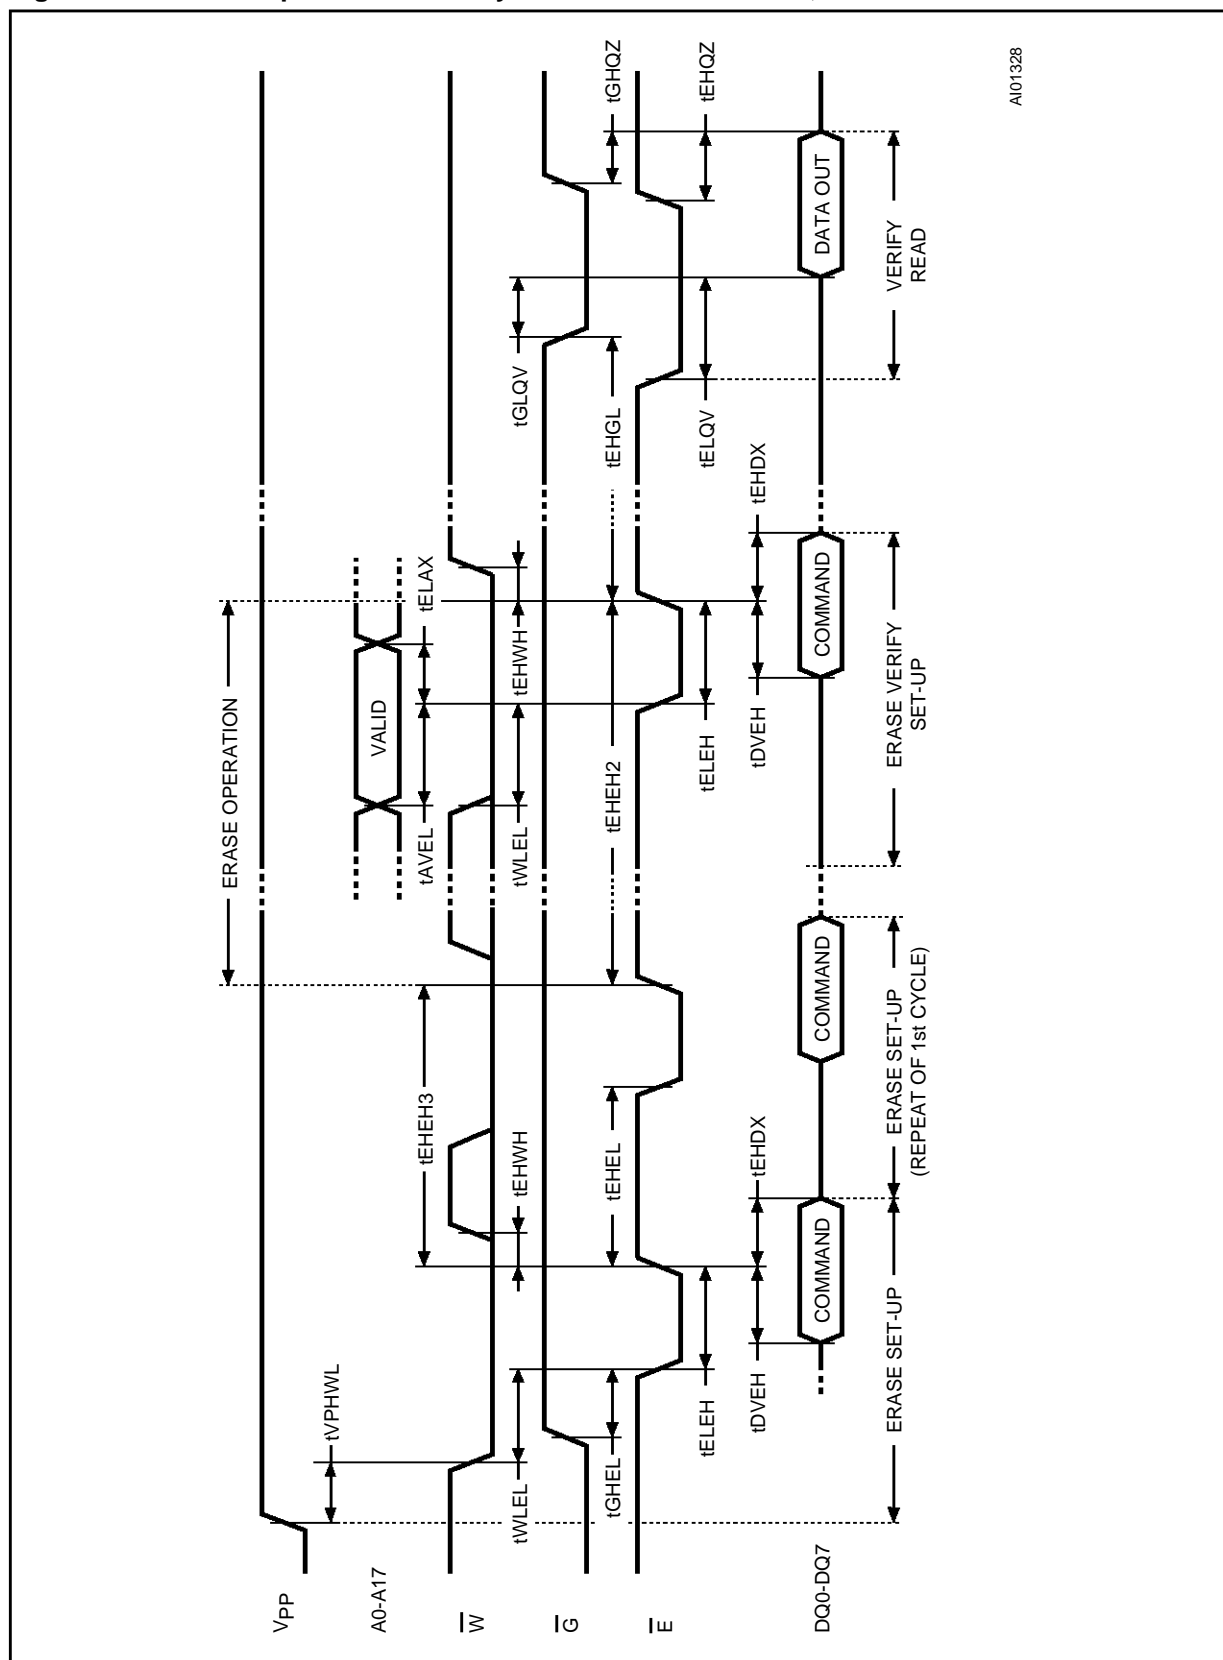 ERASE OPERATION
VPP
tVPHWL
A0-A17
VALID
tEHEH3
tAVEL
tELAX
W
tWLEL
tEHWH
tWLEL
tEHWH
tGLQV
G
tGHEL
tEHEL
tEHEH2
tEHGL
tGHQZ
E
tELEH
tELEH
tELQV
tEHQZ
tDVEH
tEHDX
tDVEH
tEHDX
DQ0-DQ7
COMMAND
COMMAND
COMMAND
DATA OUT
ERASE SET-UP
ERASE SET-UP
(REPEAT OF 1st CYCLE)
ERASE VERIFY
SET-UP
VERIFY
READ
AI01328